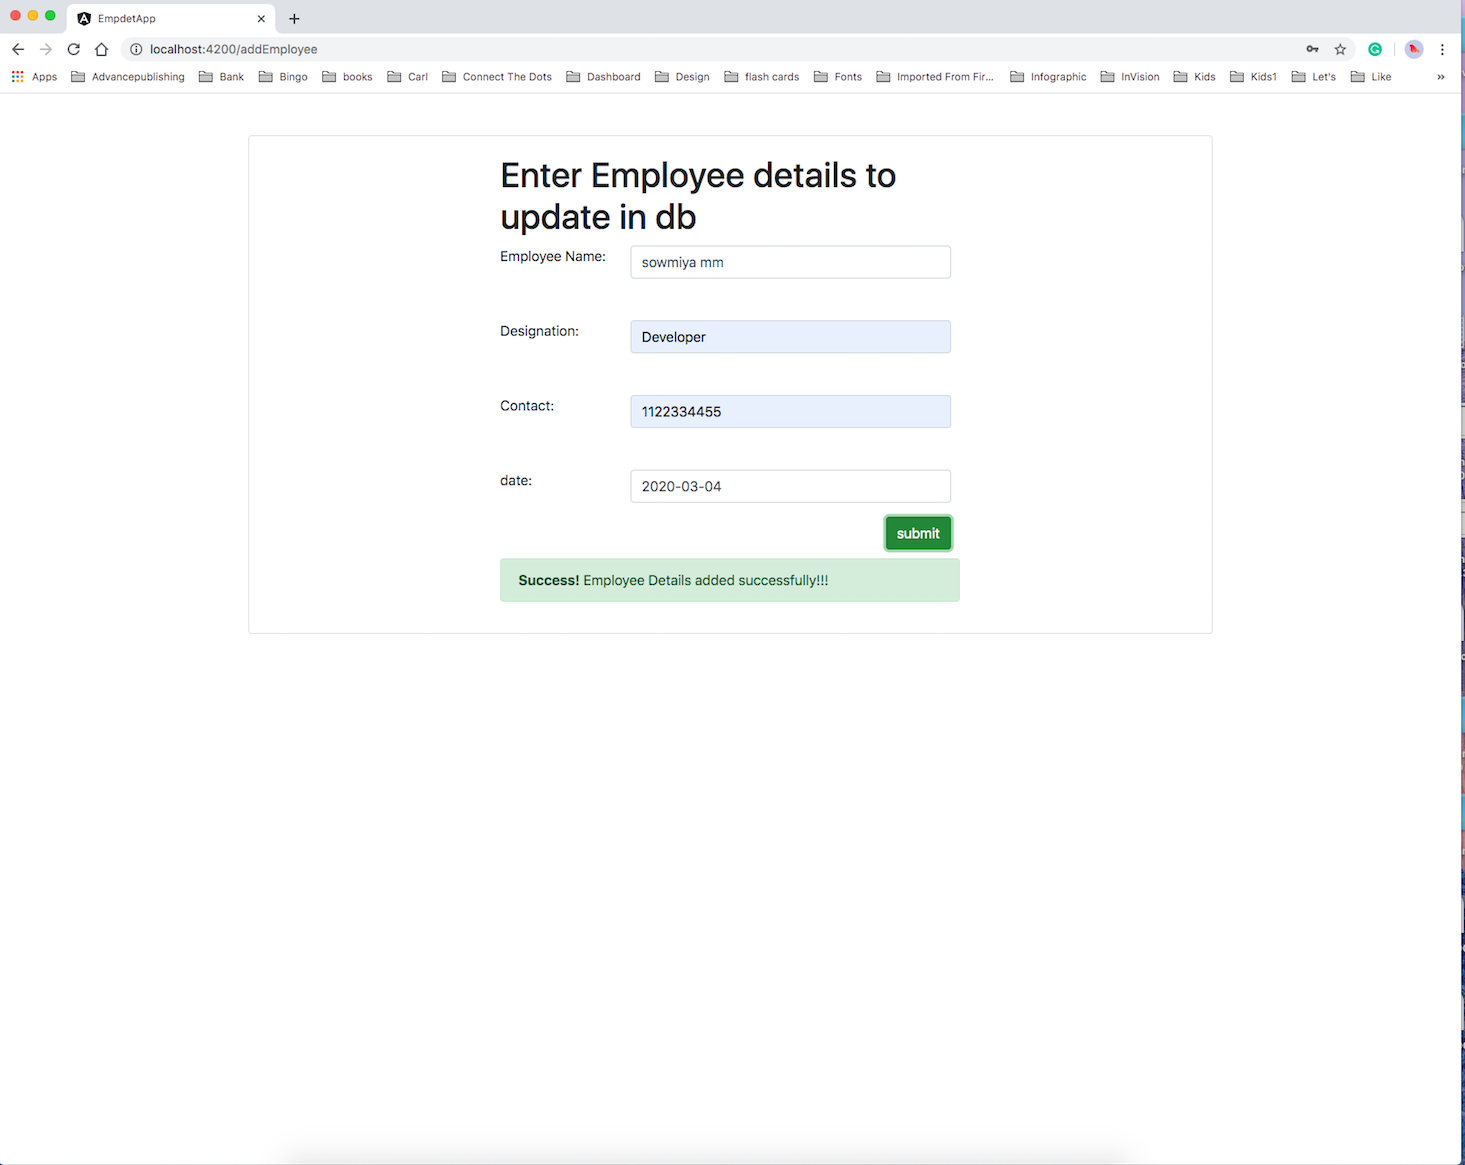 EmpdetApp
localhost:4200/addEmployee
Apps Advancepublishing Bank Bingo books Carl Connect The Dots Dashboard Design flash cards Fonts Imported From Fir... Infographic InVision Kids Kids1 Let's Like »
Enter Employee details to
update in db
Employee Name: sowmiya mm
Designation: Developer
Contact: 1122334455
date: 2020-03-04
submit
Success! Employee Details added successfully!!!